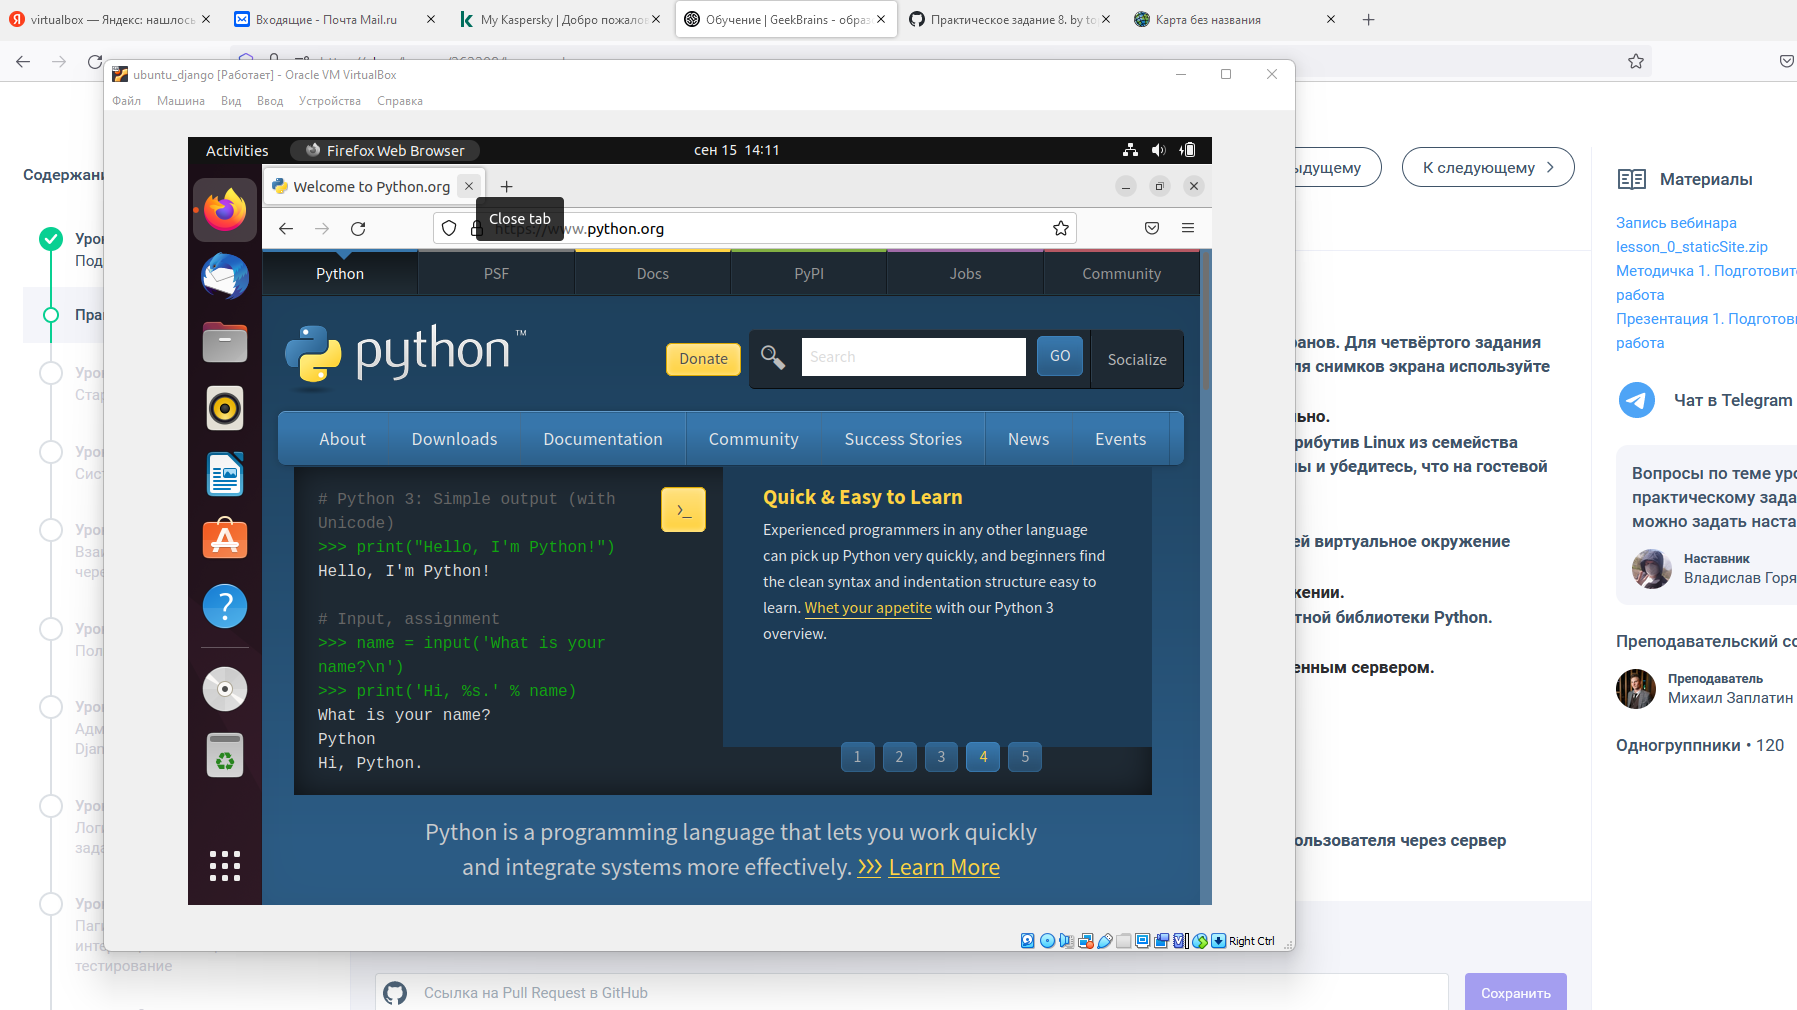 virtualbox — Яндекс: нашлось
Входящие - Почта Mail.ru
My Kaspersky | Добро пожалов
Обучение | GeekBrains - образ
Практическое задание 8. by to
Карта без названия
ubuntu_django [Работает] - Oracle VM VirtualBox
Файл Машина Вид Ввод Устройства Справка
Activities
Firefox Web Browser
сен 15 14:11
Welcome to Python.org
Close tab
https://www.python.org
Python
PSF
Docs
PyPI
Jobs
Community
python™
Donate
Search
GO
Socialize
About
Downloads
Documentation
Community
Success Stories
News
Events
# Python 3: Simple output (with
Unicode)
>>> print("Hello, I'm Python!")
Hello, I'm Python!
# Input, assignment
>>> name = input('What is your
name?\n')
>>> print('Hi, %s.' % name)
What is your name?
Python
Hi, Python.
>_
Quick & Easy to Learn
Experienced programmers in any other language
can pick up Python very quickly, and beginners find
the clean syntax and indentation structure easy to
learn. Whet your appetite with our Python 3
overview.
1 2 3 4 5
Python is a programming language that lets you work quickly
and integrate systems more effectively. >>> Learn More
Right Ctrl
Содержани
Уро
Под
Пра
Уро
Стар
Уро
Сист
Уро
Взаи
чере
Уро
Пол
Уро
Адм
Djan
Уро
Логи
зада
Уро
Паги
инте
тестирование
ыдущему
К следующему
ранов. Для четвёртого задания
ля снимков экрана используйте
ьно.
рибутив Linux из семейства
ы и убедитесь, что на гостевой
ей виртуальное окружение
жении.
тной библиотеки Python.
енным сервером.
ользователя через сервер
Материалы
Запись вебинара
lesson_0_staticSite.zip
Методичка 1. Подготовите
работа
Презентация 1. Подготови
работа
Чат в Telegram
Вопросы по теме уро
практическому зада
можно задать наста
Наставник
Владислав Горя
Преподавательский со
Преподаватель
Михаил Заплатин
Одногруппники • 120
Ссылка на Pull Request в GitHub
Сохранить